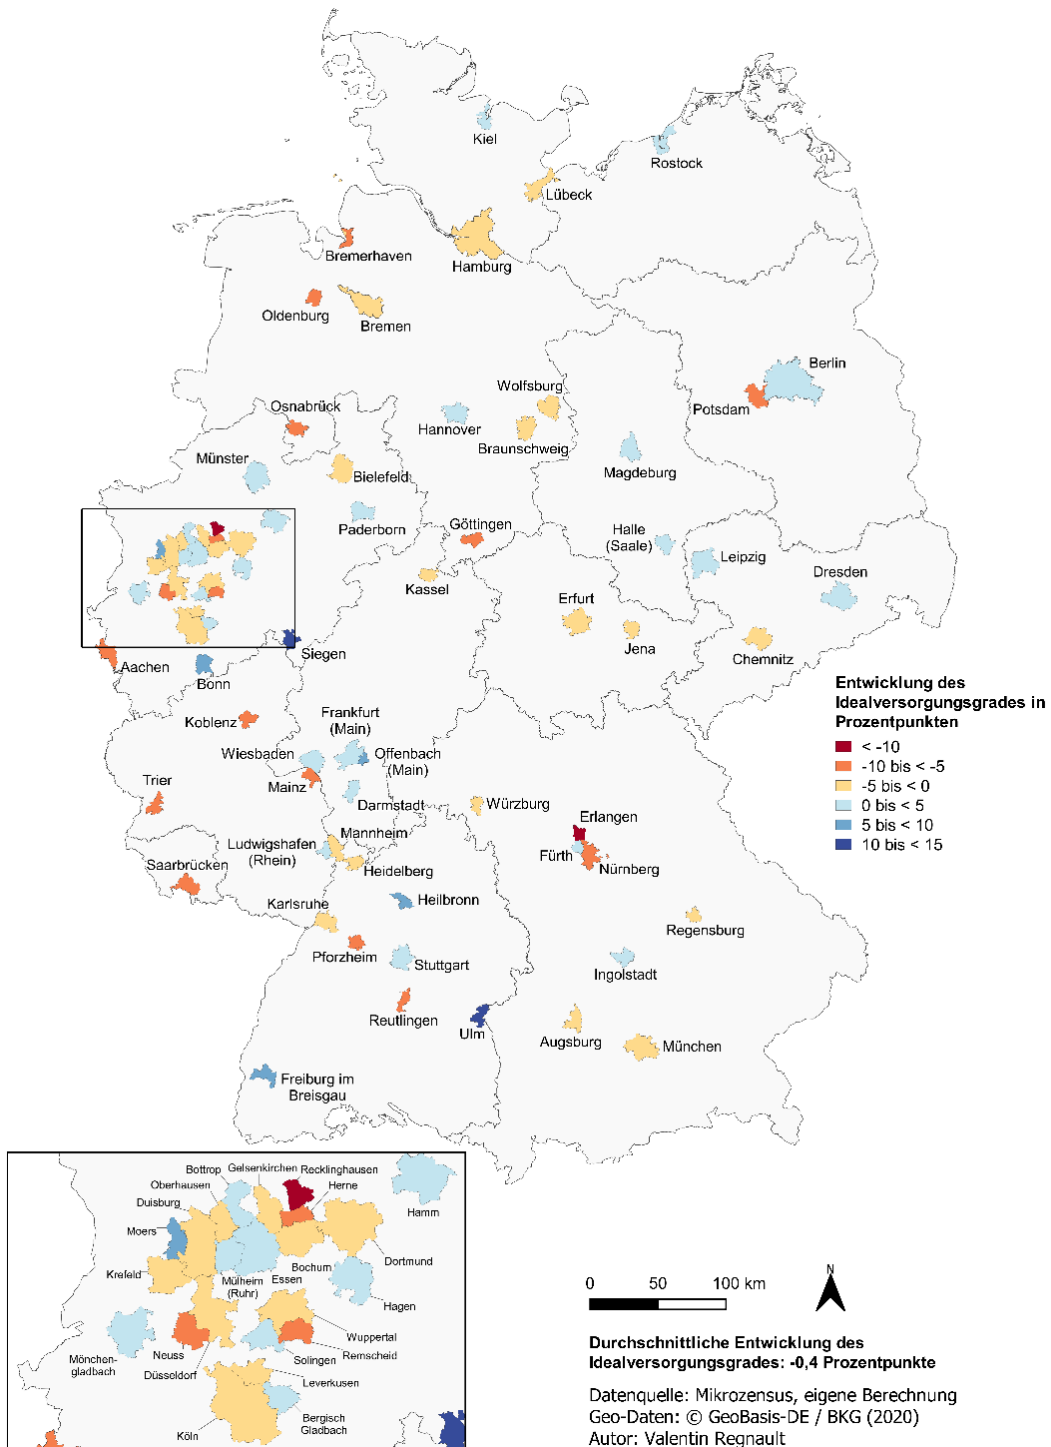 Kiel
Rostock
Lübeck
Bremerhaven
Hamburg
Oldenburg
Bremen
Berlin
Wolfsburg
Potsdam
Osnabrück
Hannover
Braunschweig
Münster
Bielefeld
Magdeburg
Paderborn
Göttingen
Halle
(Saale)
Leipzig
Dresden
Kassel
Erfurt
Jena
Chemnitz
Siegen
Aachen
Bonn
Koblenz
Frankfurt
(Main)
Wiesbaden
Offenbach
(Main)
Mainz
Trier
Darmstadt
Würzburg
Erlangen
Mannheim
Ludwigshafen
(Rhein)
Fürth
Nürnberg
Saarbrücken
Heidelberg
Karlsruhe
Heilbronn
Regensburg
Pforzheim
Stuttgart
Ingolstadt
Reutlingen
Ulm
Augsburg
München
Freiburg im
Breisgau
Entwicklung des
Idealversorgungsgrades in
Prozentpunkten
< -10
-10 bis < -5
-5 bis < 0
0 bis < 5
5 bis < 10
10 bis < 15
Bottrop
Gelsenkirchen
Recklinghausen
Oberhausen
Herne
Duisburg
Hamm
Moers
Dortmund
Krefeld
Bochum
Mülheim
(Ruhr)
Essen
Hagen
Wuppertal
Mönchen-
gladbach
Neuss
Remscheid
Solingen
Düsseldorf
Leverkusen
Bergisch
Gladbach
Köln
0 50 100 km
N
Durchschnittliche Entwicklung des
Idealversorgungsgrades: -0,4 Prozentpunkte
Datenquelle: Mikrozensus, eigene Berechnung
Geo-Daten: © GeoBasis-DE / BKG (2020)
Autor: Valentin Regnault